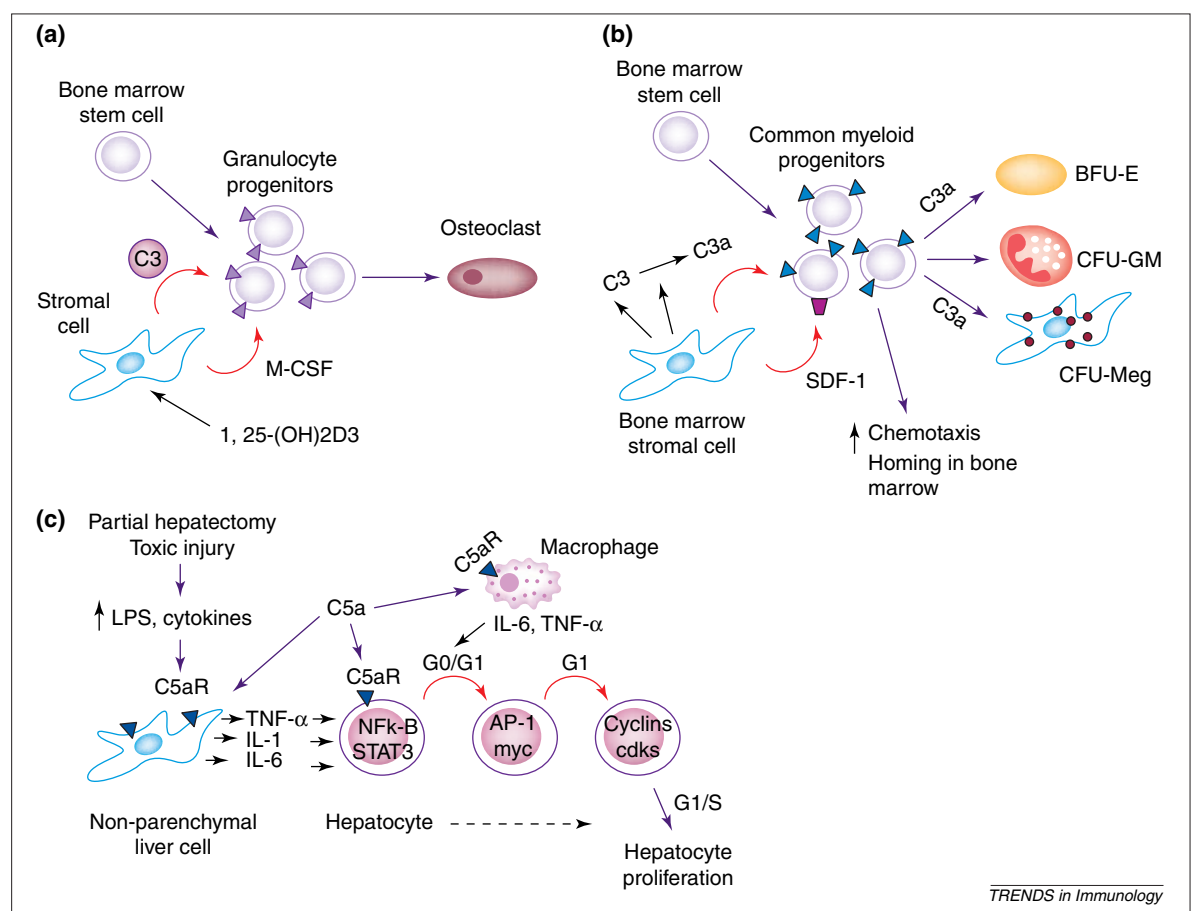 (a)
Bone marrow
stem cell
Granulocyte
progenitors
C3
Osteoclast
Stromal
cell
M-CSF
1, 25-(OH)2D3
(b)
Bone marrow
stem cell
Common myeloid
progenitors
C3a
BFU-E
C3
C3a
CFU-GM
C3a
CFU-Meg
SDF-1
Bone marrow
stromal cell
Chemotaxis
Homing in bone
marrow
(c)
Partial hepatectomy
Toxic injury
LPS, cytokines
C5aR
C5a
C5aR
Macrophage
IL-6, TNF-α
C5aR
G0/G1
G1
TNF-α
IL-1
IL-6
NFk-B
STAT3
AP-1
myc
Cyclins
cdks
G1/S
Non-parenchymal
liver cell
Hepatocyte
Hepatocyte
proliferation
TRENDS in Immunology